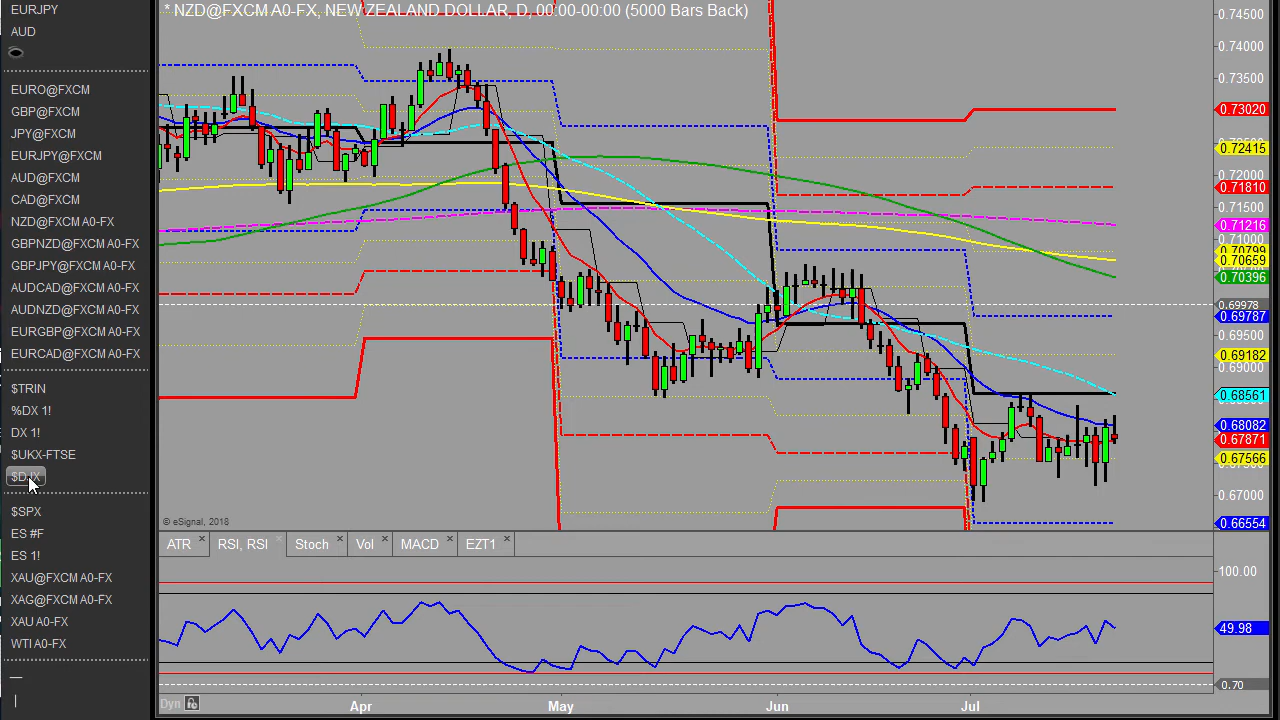 EURJPY
AUD
EURO@FXCM
GBP@FXCM
JPY@FXCM
EURJPY@FXCM
AUD@FXCM
CAD@FXCM
NZD@FXCM A0-FX
GBPNZD@FXCM A0-FX
GBPJPY@FXCM A0-FX
AUDCAD@FXCM A0-FX
AUDNZD@FXCM A0-FX
EURGBP@FXCM A0-FX
EURCAD@FXCM A0-FX
$TRIN
%DX 1!
DX 1!
$UKX-FTSE
$DJX
$SPX
ES #F
ES 1!
XAU@FXCM A0-FX
XAG@FXCM A0-FX
XAU A0-FX
WTI A0-FX
* NZD@FXCM A0-FX, NEW ZEALAND DOLLAR, D, 00:00-00:00 (5000 Bars Back)
0.74500
0.74000
0.73500
0.73020
0.72415
0.72000
0.71810
0.71500
0.71216
0.71000
0.70799
0.70669
0.70396
0.69978
0.69787
0.69500
0.69182
0.69000
0.68561
0.68082
0.67871
0.67566
0.67000
0.66554
© eSignal, 2018
ATR RSI, RSI Stoch Vol MACD EZT1
100.00
49.98
0.70
Dyn Apr May Jun Jul